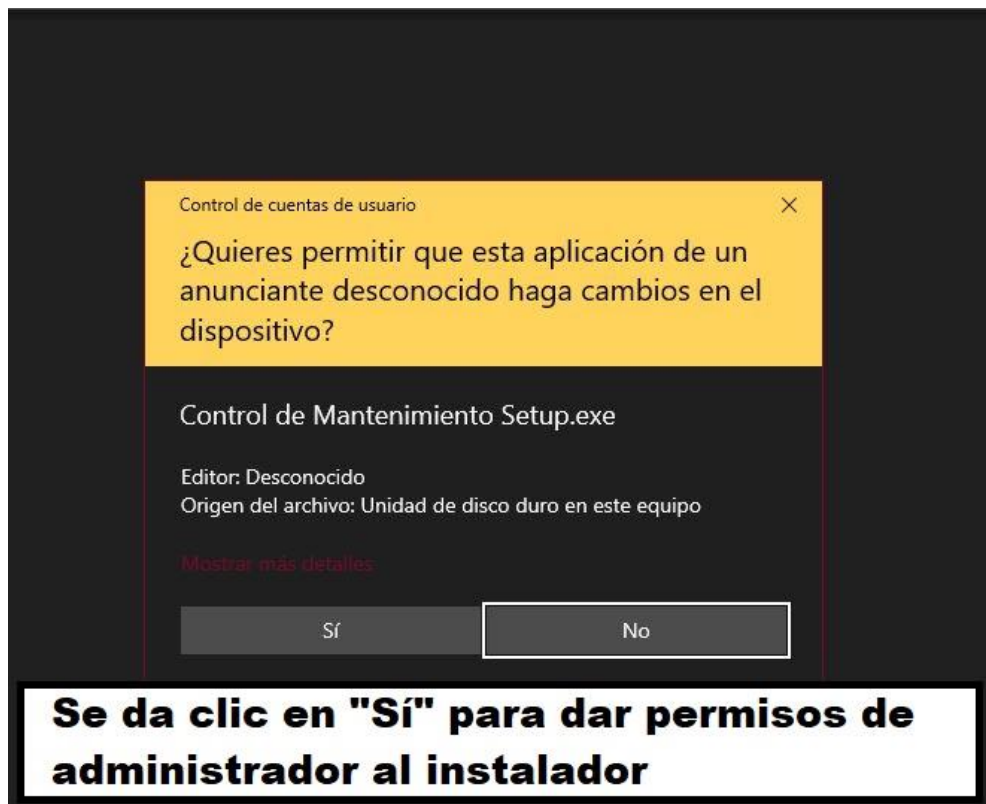 Control de cuentas de usuario
¿Quieres permitir que esta aplicación de un
anunciante desconocido haga cambios en el
dispositivo?
Control de Mantenimiento Setup.exe
Editor: Desconocido
Origen del archivo: Unidad de disco duro en este equipo
Mostrar más detalles
Sí
No
Se da clic en "Sí" para dar permisos de
administrador al instalador